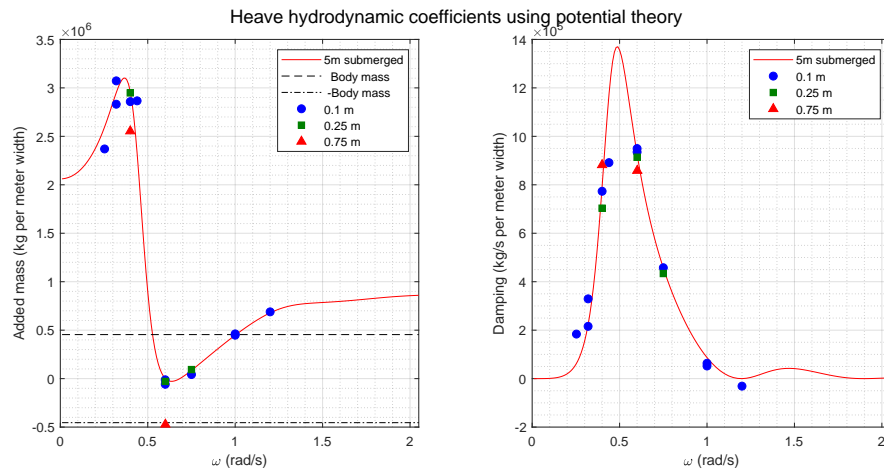 Heave hydrodynamic coefficients using potential theory
×10⁶
3.5
3
2.5
2
1.5
1
0.5
0
-0.5
0
0.5
1
1.5
2
Added mass (kg per meter width)
ω (rad/s)
5m submerged
Body mass
-Body mass
0.1 m
0.25 m
0.75 m
×10⁵
14
12
10
8
6
4
2
0
-2
0
0.5
1
1.5
2
Damping (kg/s per meter width)
ω (rad/s)
5m submerged
0.1 m
0.25 m
0.75 m